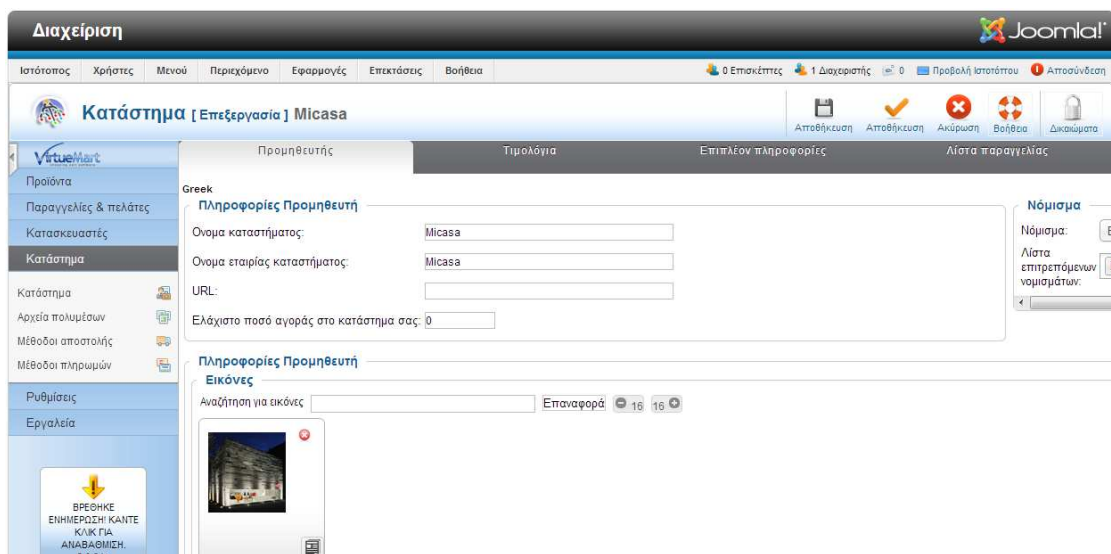 Διαχείριση
Joomla!
Ιστότοπος Χρήστες Μενού Περιεχόμενο Εφαρμογές Επεκτάσεις Βοήθεια 0 Επισκέπτες 1 Διαχειριστής 0 Προβολή Ιστοτόπου Αποσύνδεση
Κατάστημα [ Επεξεργασία ] Micasa
Αποθήκευση Αποθήκευση Ακύρωση Βοήθεια Δικαιώματα
VirtueMart
Προμηθευτής Τιμολόγια Επιπλέον πληροφορίες Λίστα παραγγελίας
Προϊόντα
Παραγγελίες & πελάτες
Κατασκευαστές
Κατάστημα
Κατάστημα
Αρχεία πολυμέσων
Μέθοδοι αποστολής
Μέθοδοι πληρωμών
Ρυθμίσεις
Εργαλεία
ΒΡΕΘΗΚΕ
ΕΝΗΜΕΡΩΣΗ! ΚΑΝΤΕ
ΚΛΙΚ ΓΙΑ
ΑΝΑΒΑΘΜΙΣΗ.
Greek
Πληροφορίες Προμηθευτή
Ονομα καταστήματος: Micasa
Ονομα εταιρίας καταστήματος: Micasa
URL:
Ελάχιστο ποσό αγοράς στο κατάστημα σας: 0
Νόμισμα
Νόμισμα:
Λίστα
επιτρεπόμενων
νομισμάτων:
Πληροφορίες Προμηθευτή
Εικόνες
Αναζήτηση για εικόνες Επαναφορά 16 16